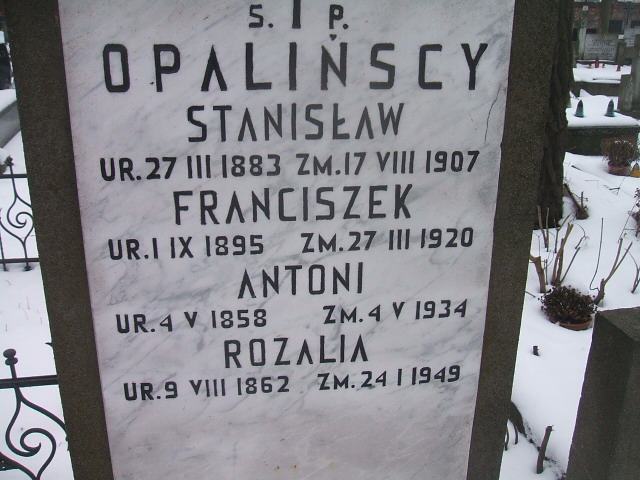 Ś. P.
OPALIŃSCY
STANISŁAW
UR. 27 III 1883 ZM. 17 VIII 1907
FRANCISZEK
UR. 1 IX 1895 ZM. 27 III 1920
ANTONI
UR. 4 V 1858 ZM. 4 V 1934
ROZALIA
UR. 9 VIII 1862 ZM. 24 I 1949